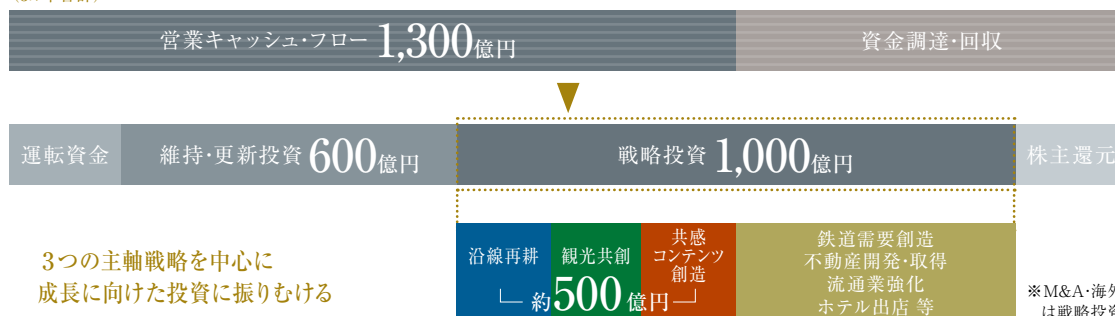 営業キャッシュ・フロー 1,300億円
資金調達・回収
運転資金
維持・更新投資 600億円
戦略投資 1,000億円
株主還元
3つの主軸戦略を中心に
成長に向けた投資に振りむける
沿線再耕
観光共創
共感
コンテンツ
創造
約500億円
鉄道需要創造
不動産開発・取得
流通業強化
ホテル出店 等
※M&A・海外
は戦略投資